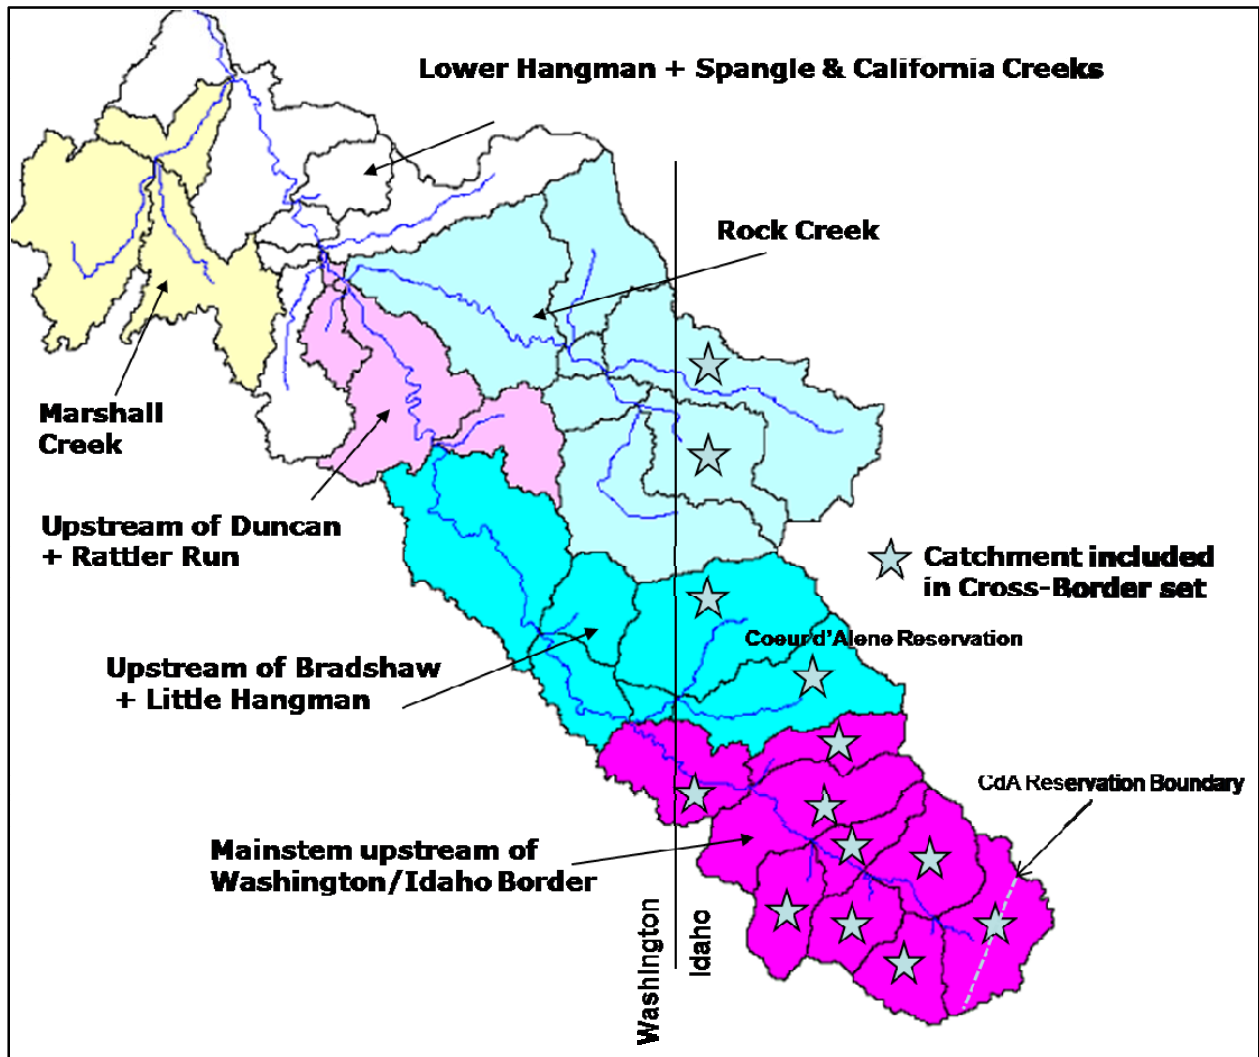 Lower Hangman + Spangle & California Creeks
Rock Creek
Marshall
Creek
Upstream of Duncan
+ Rattler Run
Catchment included
in Cross-Border set
Coeur d'Alene Reservation
Upstream of Bradshaw
+ Little Hangman
CdA Reservation Boundary
Mainstem upstream of
Washington/Idaho Border
Washington
Idaho